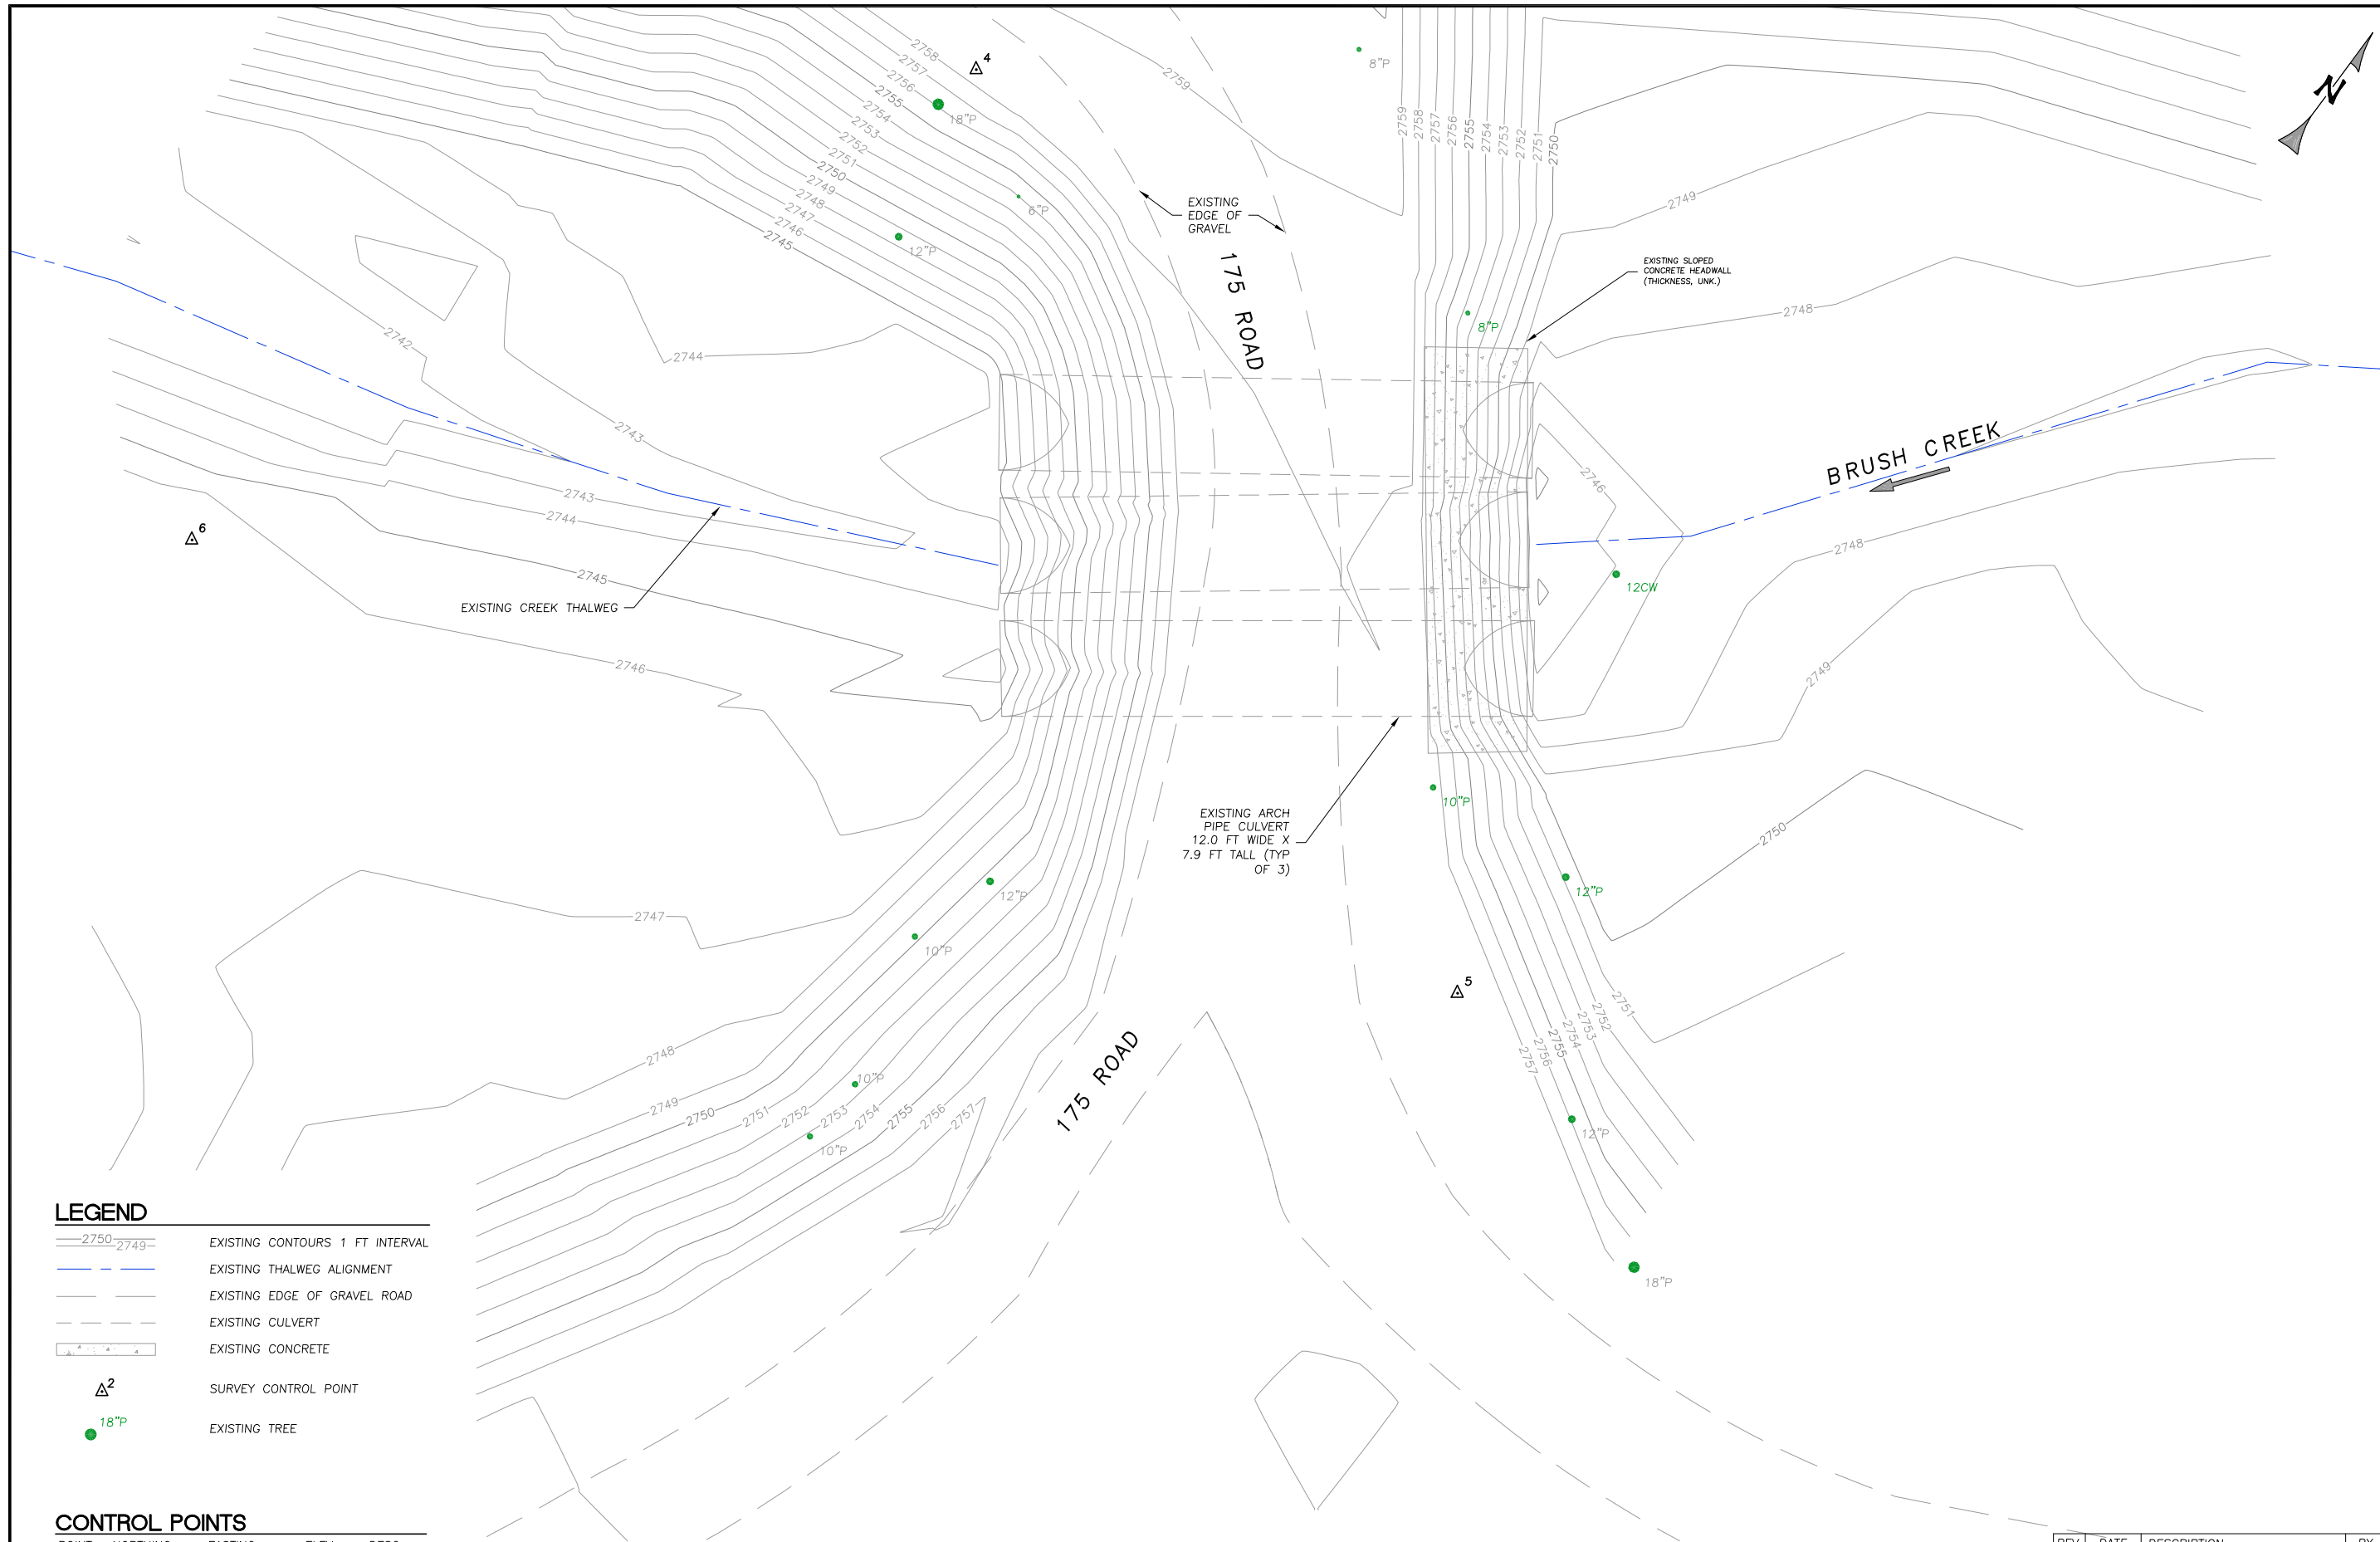 2758
2757
2756
2755
2754
2753
2752
2751
2750
2749
2748
2747
2746
2745
4
18"P
6"P
12"P
2759
8"P
2759
2758
2757
2756
2755
2754
2753
2752
2751
2750
N
2749
EXISTING
EDGE OF
GRAVEL
175 ROAD
EXISTING SLOPED
CONCRETE HEADWALL
(THICKNESS, UNK.)
8"P
2748
2742
2744
2743
BRUSH CREEK
2746
2743
2744
6
2745
2748
12CW
EXISTING CREEK THALWEG
2746
2749
10"P
EXISTING ARCH
PIPE CULVERT
12.0 FT WIDE X
7.9 FT TALL (TYP
OF 3)
2750
12"P
12"P
2747
10"P
5
2751
2752
2753
2754
2755
2756
2757
2748
10"P
175 ROAD
2749
2750
2751
2752
2753
2754
2755
2756
2757
10"P
12"P
18"P
LEGEND
2750
2749
EXISTING CONTOURS 1 FT INTERVAL
EXISTING THALWEG ALIGNMENT
EXISTING EDGE OF GRAVEL ROAD
EXISTING CULVERT
EXISTING CONCRETE
2
SURVEY CONTROL POINT
18"P
EXISTING TREE
CONTROL POINTS
REV DATE DESCRIPTION BY